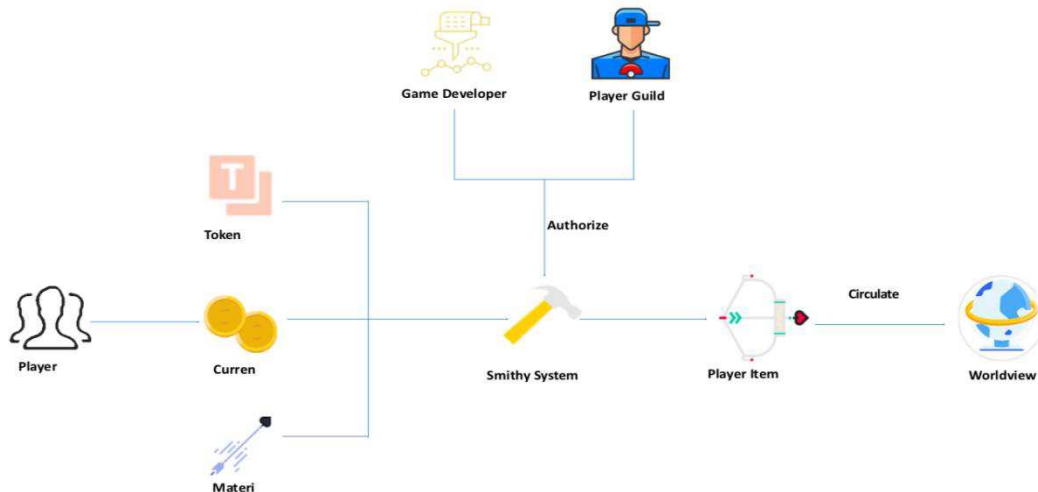 Game Developer
Player Guild
T
Token
Authorize
Player
Curren
Smithy System
Player Item
Circulate
Worldview
Materi